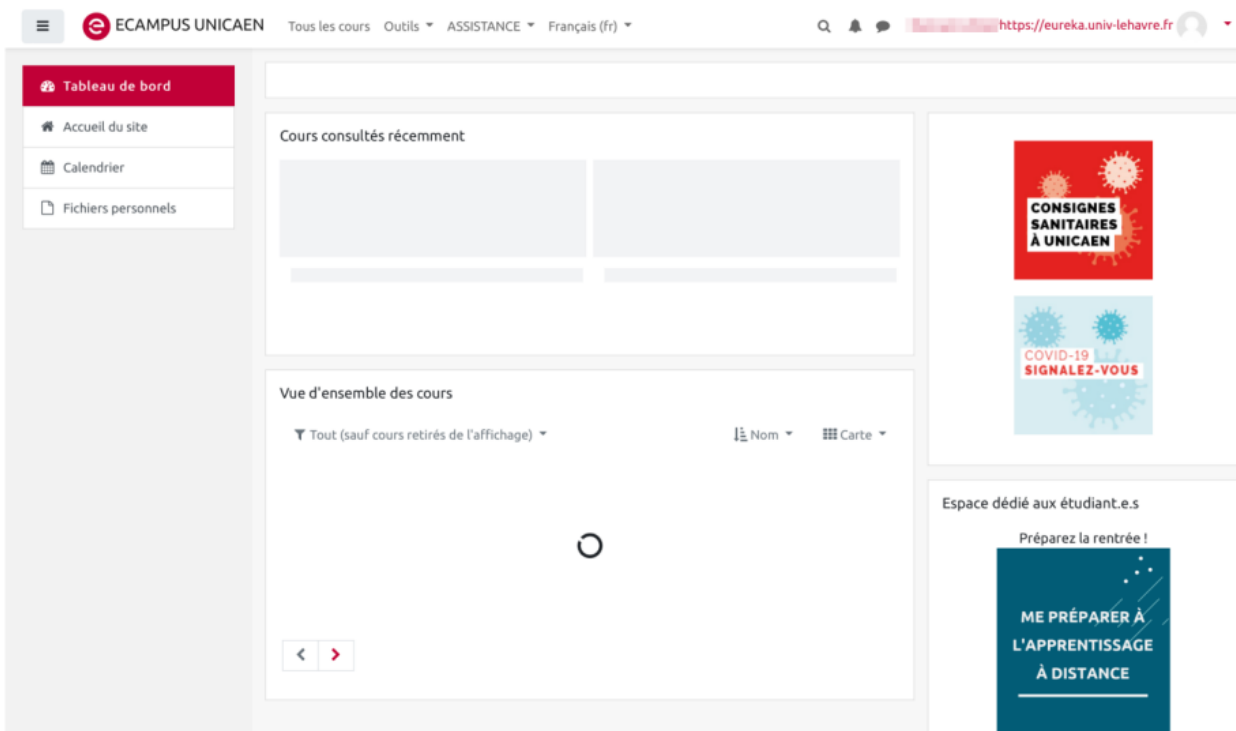 ECAMPUS UNICAEN Tous les cours Outils ASSISTANCE Français (fr) https://eureka.univ-lehavre.fr
Tableau de bord
Accueil du site
Calendrier
Fichiers personnels
Cours consultés récemment
Vue d'ensemble des cours
Tout (sauf cours retirés de l'affichage) Nom Carte
CONSIGNES
SANITAIRES
À UNICAEN
COVID-19
SIGNALEZ-VOUS
Espace dédié aux étudiant.e.s
Préparez la rentrée !
ME PRÉPARER À
L'APPRENTISSAGE
À DISTANCE